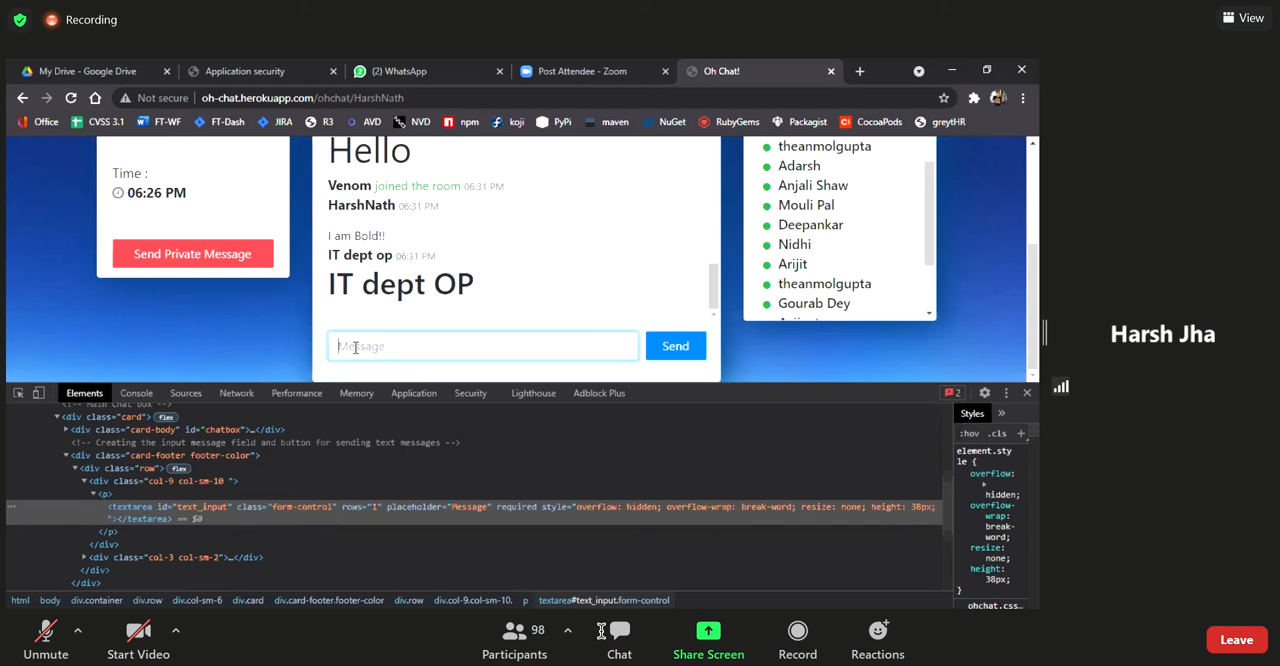 Recording
View
My Drive - Google Drive
Application security
(2) WhatsApp
Post Attendee - Zoom
Oh Chat!
Not secure
oh-chat.herokuapp.com/ohchat/HarshNath
Office
CVSS 3.1
FT-WF
FT-Dash
JIRA
R3
AVD
NVD
npm
koji
PyPi
maven
NuGet
RubyGems
Packagist
CocoaPods
greytHR
Time :
06:26 PM
Send Private Message
Hello
Venom joined the room 06:31 PM
HarshNath 06:31 PM
I am Bold!!
IT dept op 06:31 PM
IT dept OP
Message
Send
theanmolgupta
Adarsh
Anjali Shaw
Mouli Pal
Deepankar
Nidhi
Arijit
theanmolgupta
Gourab Dey
Harsh Jha
Elements
Console
Sources
Network
Performance
Memory
Application
Security
Lighthouse
Adblock Plus
2
<div class="card"> flex
<div class="card-body" id="chatbox">…</div>
<!-- Creating the input message field and button for sending text messages -->
<div class="card-footer footer-color">
<div class="row"> flex
<div class="col-9 col-sm-10 ">
<p>
<textarea id="text_input" class="form-control" rows="1" placeholder="Message" required style="overflow: hidden; overflow-wrap: break-word; resize: none; height: 38px;
"></textarea> == $0
</p>
</div>
<div class="col-3 col-sm-2">…</div>
</div>
</div>
html body div.container div.row div.col-sm-6 div.card div.card-footer.footer-color div.row div.col-9.col-sm-10. p textarea#text_input.form-control
Styles »
:hov .cls +
element.sty
le {
overflow:
hidden;
overflow-
wrap:
break-
word;
resize:
none;
height:
38px;
}
ohchat.css…
Unmute
Start Video
98
Participants
Chat
Share Screen
Record
Reactions
Leave